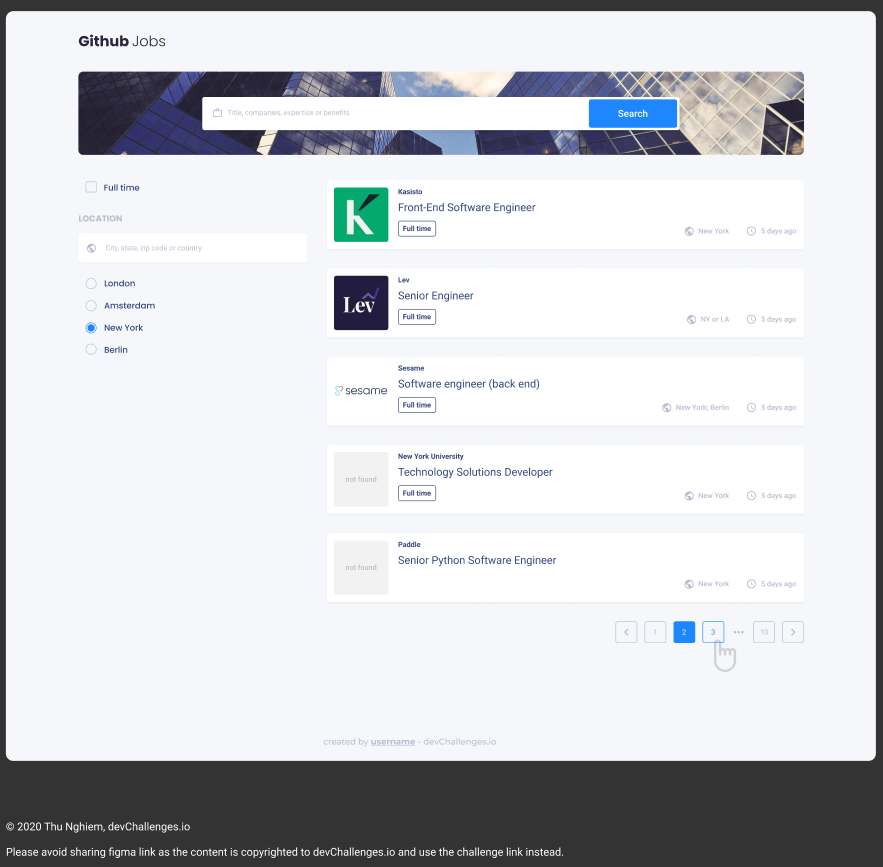 Github Jobs
Title, companies, expertise or benefits
Search
Full time
LOCATION
City, state, zip code or country
London
Amsterdam
New York
Berlin
Kasisto
Front-End Software Engineer
Full time
New York
5 days ago
Lev
Lev
Senior Engineer
Full time
NY or LA
5 days ago
sesame
Sesame
Software engineer (back end)
Full time
New York; Berlin
5 days ago
not found
New York University
Technology Solutions Developer
Full time
New York
5 days ago
not found
Paddle
Senior Python Software Engineer
New York
5 days ago
1 2 3 ••• 10
created by username - devChallenges.io
© 2020 Thu Nghiem, devChallenges.io
Please avoid sharing figma link as the content is copyrighted to devChallenges.io and use the challenge link instead.